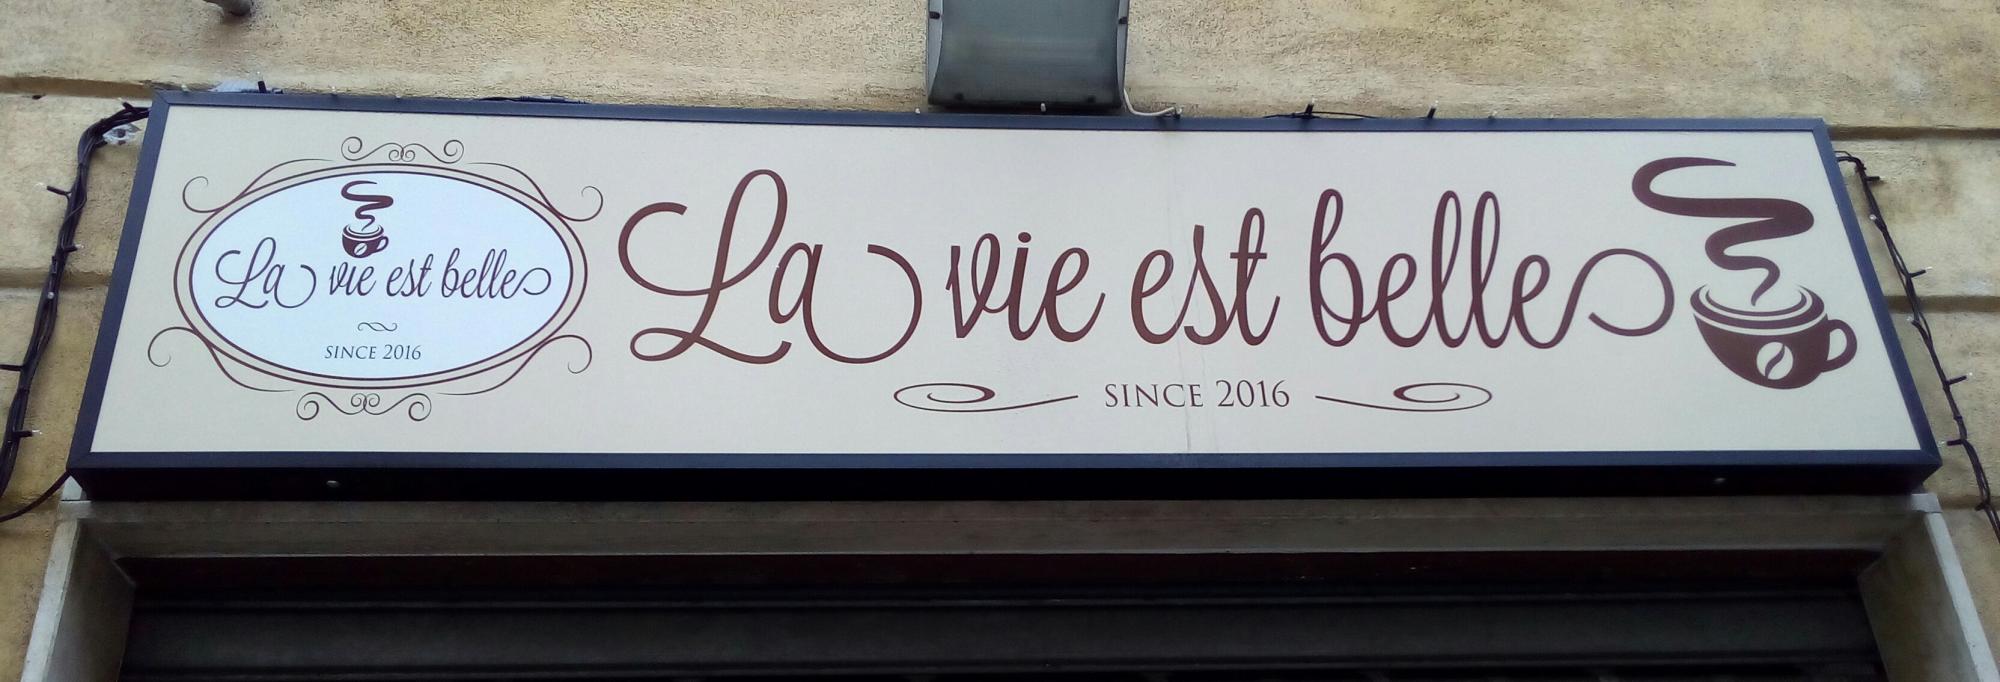 La vie est belle
SINCE 2016
La vie est belle
SINCE 2016